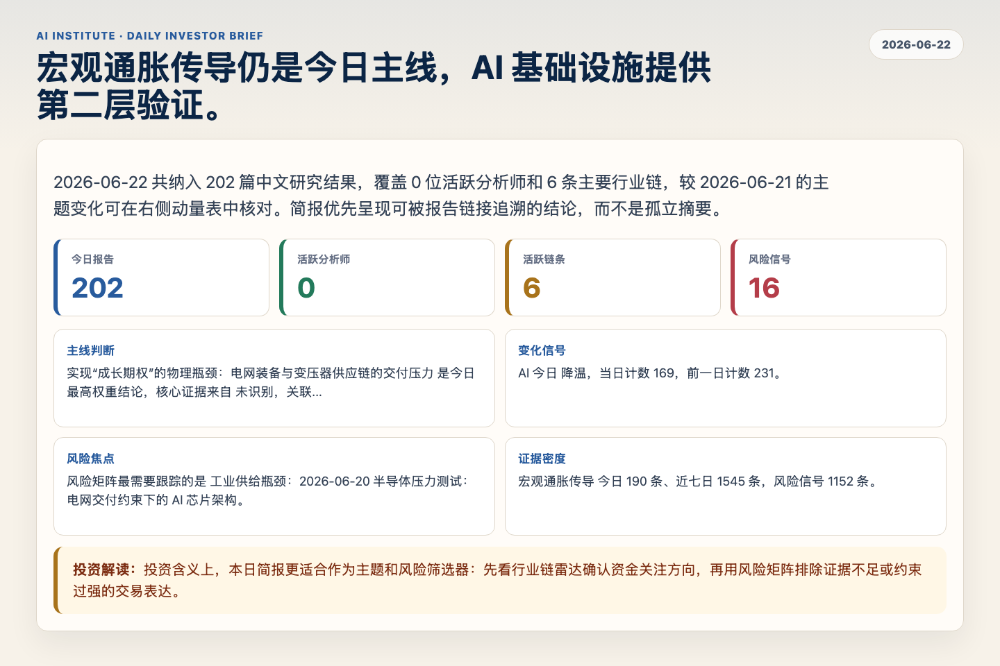 AI INSTITUTE · DAILY INVESTOR BRIEF
2026-06-22
宏观通胀传导仍是今日主线，AI 基础设施提供
第二层验证。
2026-06-22 共纳入 202 篇中文研究结果，覆盖 0 位活跃分析师和 6 条主要行业链，较 2026-06-21 的主
题变化可在右侧动量表中核对。简报优先呈现可被报告链接追溯的结论，而不是孤立摘要。
今日报告
202
活跃分析师
0
活跃链条
6
风险信号
16
主线判断
实现“成长期权”的物理瓶颈：电网装备与变压器供应链的交付压力 是今日
最高权重结论，核心证据来自 未识别，关联...
变化信号
AI 今日 降温，当日计数 169，前一日计数 231。
风险焦点
风险矩阵最需要跟踪的是 工业供给瓶颈：2026-06-20 半导体压力测试：
电网交付约束下的 AI 芯片架构。
证据密度
宏观通胀传导 今日 190 条、近七日 1545 条，风险信号 1152 条。
投资解读：投资含义上，本日简报更适合作为主题和风险筛选器：先看行业链雷达确认资金关注方向，再用风险矩阵排除证据不足或约束
过强的交易表达。